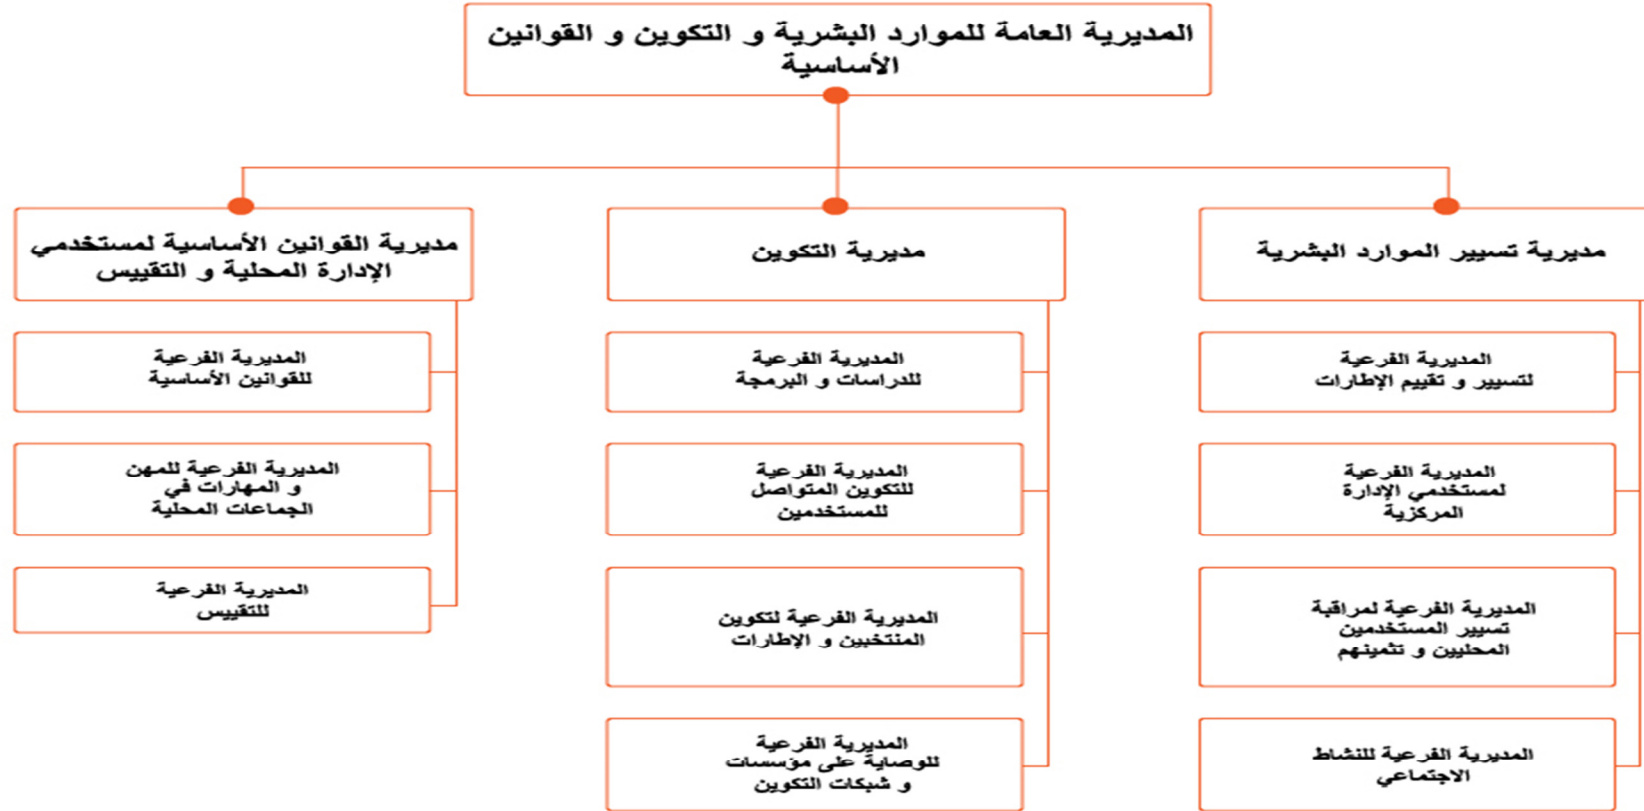 المديرية العامة للموارد البشرية و التكوين و القوانين
الأساسية
مديرية تسيير الموارد البشرية
المديرية الفرعية
لتسيير و تقييم الإطارات
المديرية الفرعية
لمستخدمي الإدارة
المركزية
المديرية الفرعية لمراقبة
تسيير المستخدمين
المحليين و تثمينهم
المديرية الفرعية للنشاط
الاجتماعي
مديرية التكوين
المديرية الفرعية
للدراسات و البرمجة
المديرية الفرعية
للتكوين المتواصل
للمستخدمين
المديرية الفرعية لتكوين
المنتخبين و الإطارات
المديرية الفرعية
للوصاية على مؤسسات
و شبكات التكوين
مديرية القوانين الأساسية لمستخدمي
الإدارة المحلية و التقييس
المديرية الفرعية
للقوانين الأساسية
المديرية الفرعية للمهن
و المهارات في
الجماعات المحلية
المديرية الفرعية
للتقييس